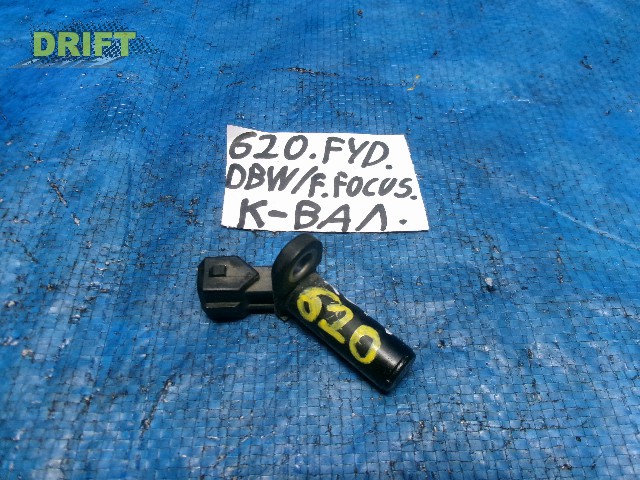 DRIFT
620. FYD.
DBW/F.FOCUS.
К-ВАЛ.
620